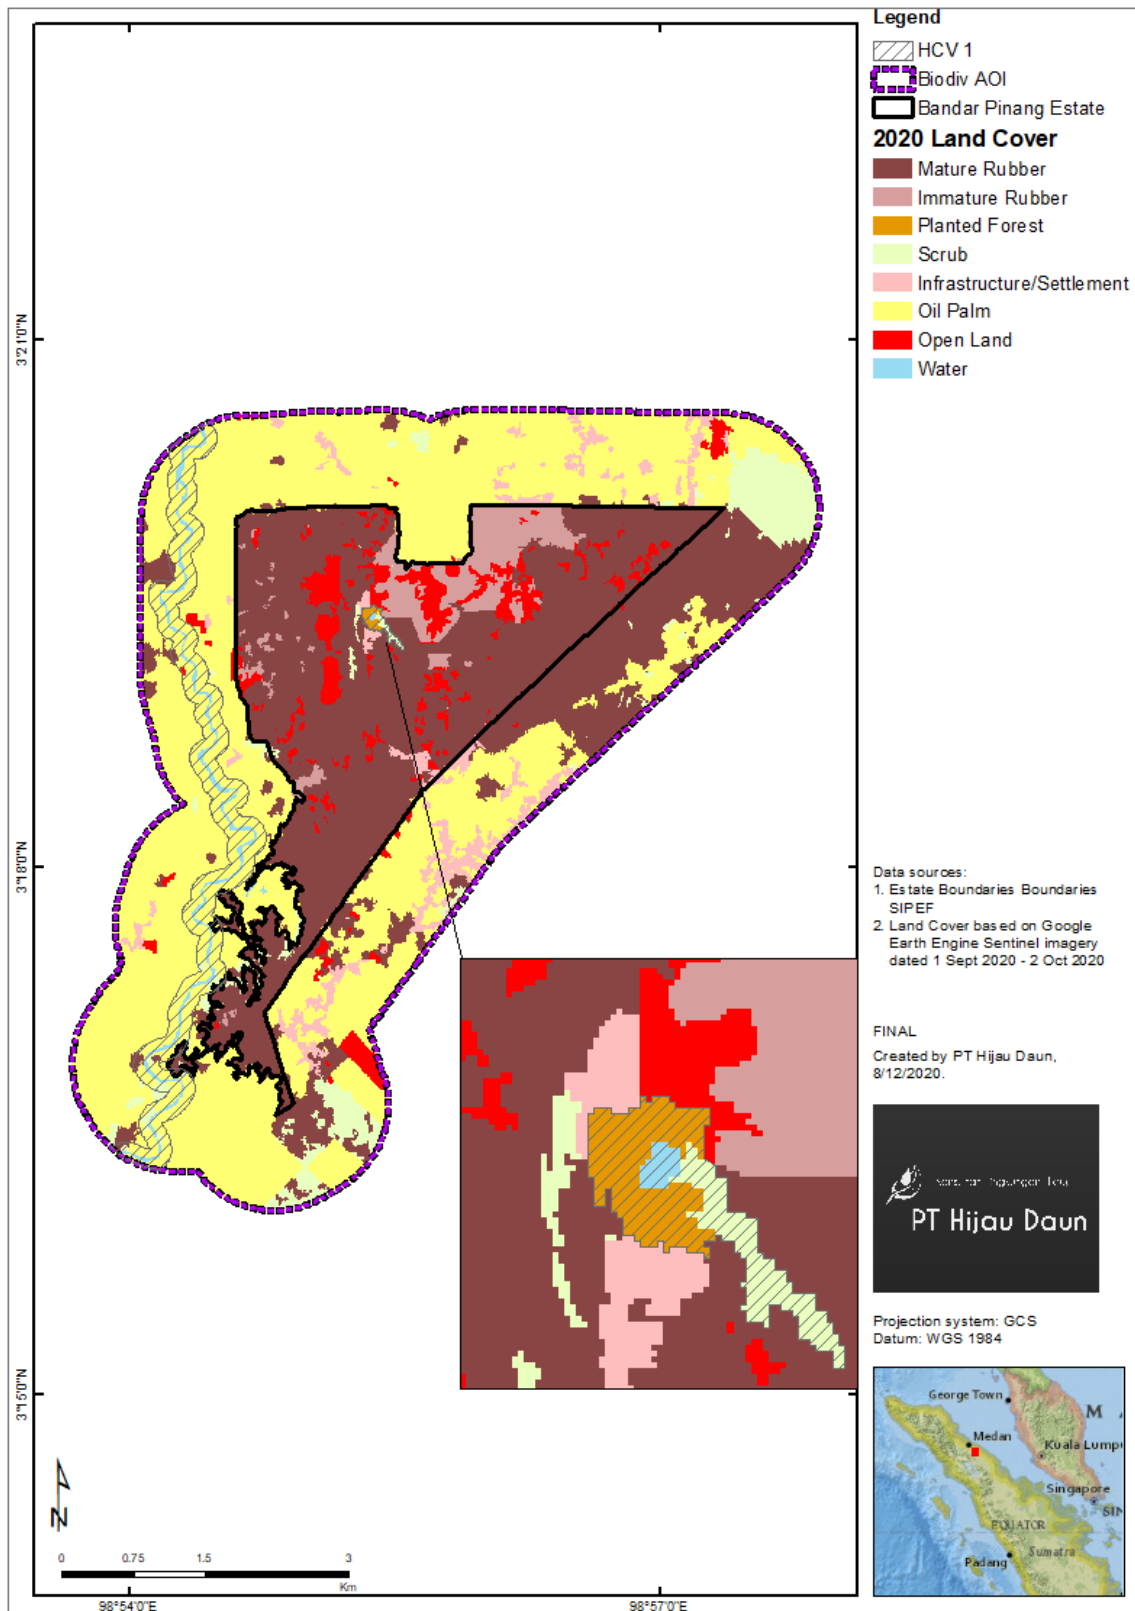 Legend
HCV 1
Biodiv AOI
Bandar Pinang Estate
2020 Land Cover
Mature Rubber
Immature Rubber
Planted Forest
Scrub
Infrastructure/Settlement
Oil Palm
Open Land
Water
3°21'0"N
3°18'0"N
3°15'0"N
Data sources:
1. Estate Boundaries Boundaries
SIPEF
2. Land Cover based on Google
Earth Engine Sentinel imagery
dated 1 Sept 2020 - 2 Oct 2020
FINAL
Created by PT Hijau Daun,
8/12/2020.
PT Hijau Daun
Projection system: GCS
Datum: WGS 1984
George Town
M
Medan
Kuala Lump
Singapore
SIN
EQUATOR
Sumatra
Padang
N
0 0.75 1.5 3
Km
98°54'0"E 98°57'0"E